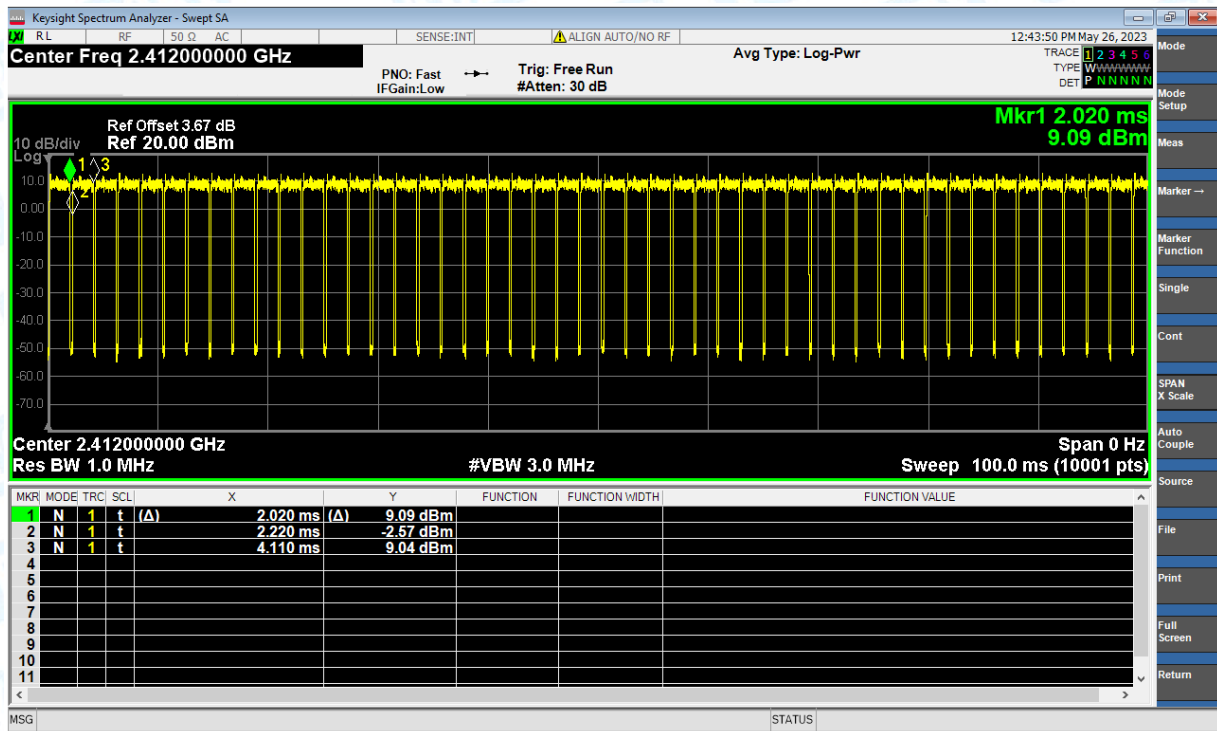 Keysight Spectrum Analyzer - Swept SA
LXI RL RF 50 Ω AC SENSE:INT ALIGN AUTO/NO RF 12:43:50 PM May 26, 2023
Center Freq 2.412000000 GHz
Avg Type: Log-Pwr
TRACE 1 2 3 4 5 6
TYPE WWWWWW
DET P N N N N N
PNO: Fast Trig: Free Run
IFGain:Low #Atten: 30 dB
Mkr1 2.020 ms
9.09 dBm
Ref Offset 3.67 dB
10 dB/div Ref 20.00 dBm
Log
1 3
2
10.0
0.00
-10.0
-20.0
-30.0
-40.0
-50.0
-60.0
-70.0
Center 2.412000000 GHz Span 0 Hz
Res BW 1.0 MHz #VBW 3.0 MHz Sweep 100.0 ms (10001 pts)
MKR MODE TRC SCL X Y FUNCTION FUNCTION WIDTH FUNCTION VALUE
1 N 1 t (Δ) 2.020 ms (Δ) 9.09 dBm
2 N 1 t 2.220 ms -2.57 dBm
3 N 1 t 4.110 ms 9.04 dBm
4
5
6
7
8
9
10
11
MSG STATUS
Mode
Mode
Setup
Meas
Marker →
Marker
Function
Single
Cont
SPAN
X Scale
Auto
Couple
Source
File
Print
Full
Screen
Return